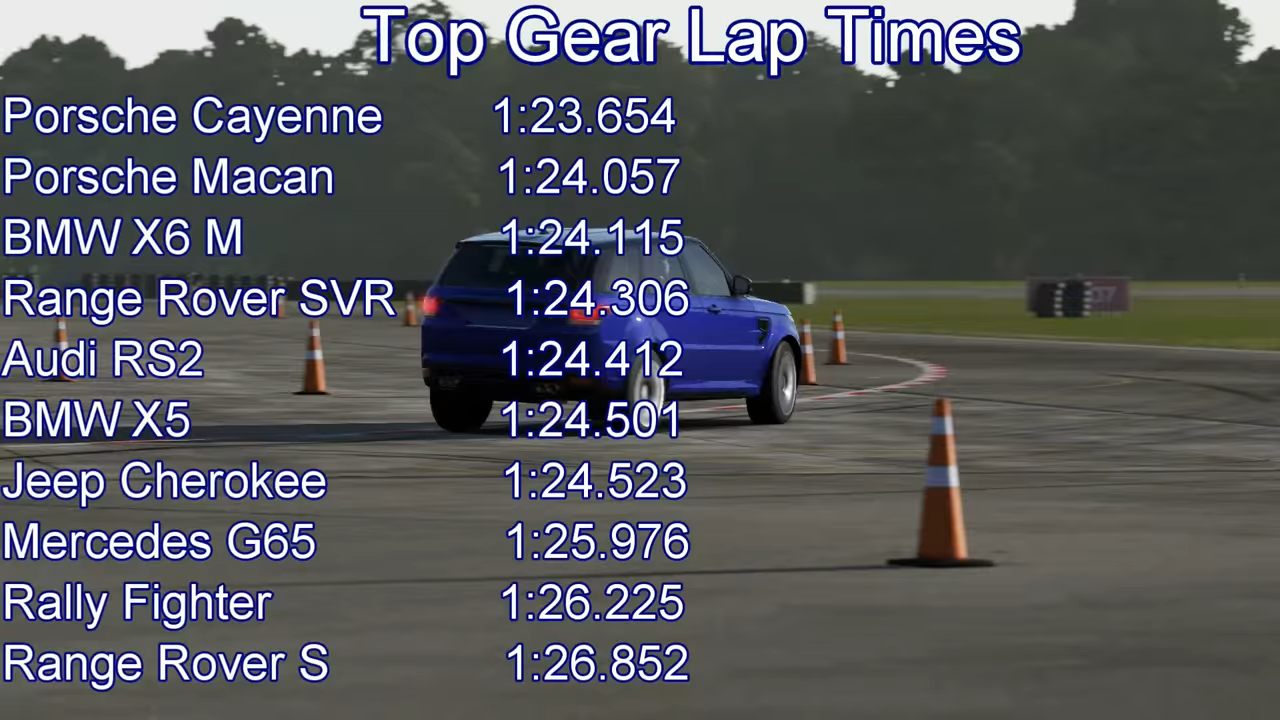 Top Gear Lap Times
Porsche Cayenne 1:23.654
Porsche Macan 1:24.057
BMW X6 M 1:24.115
Range Rover SVR 1:24.306
Audi RS2 1:24.412
BMW X5 1:24.501
Jeep Cherokee 1:24.523
Mercedes G65 1:25.976
Rally Fighter 1:26.225
Range Rover S 1:26.852